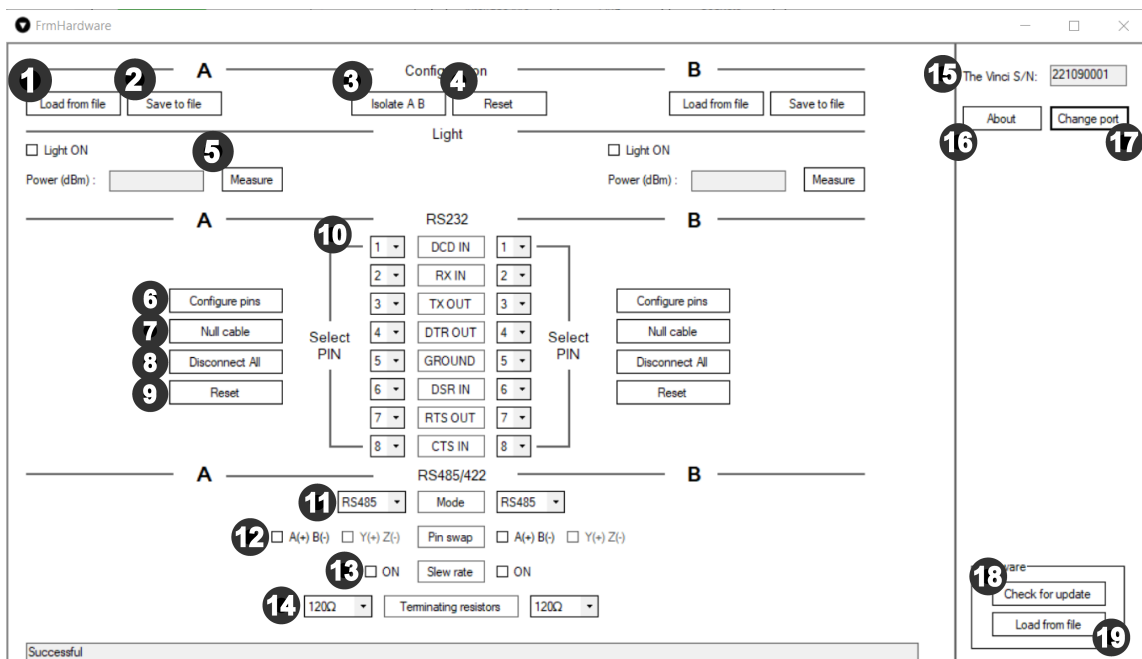 FrmHardware
A Configuration B
1 2 3 4
Load from file Save to file Isolate A B Reset Load from file Save to file
Light
Light ON 5 Light ON
Power (dBm) : Measure Power (dBm) : Measure
A RS232 B
10
1 DCD IN 1
2 RX IN 2
6 Configure pins 3 TX OUT 3 Configure pins
7 Null cable Select 4 DTR OUT 4 Select Null cable
8 Disconnect All PIN 5 GROUND 5 PIN Disconnect All
9 Reset 6 DSR IN 6 Reset
7 RTS OUT 7
8 CTS IN 8
A RS485/422 B
11 RS485 Mode RS485
12 A(+) B(-) Y(+) Z(-) Pin swap A(+) B(-) Y(+) Z(-)
13 ON Slew rate ON
14 120Ω Terminating resistors 120Ω
Successful
15 The Vinci S/N: 221090001
About Change port
16 17
18
Check for update
Load from file
19